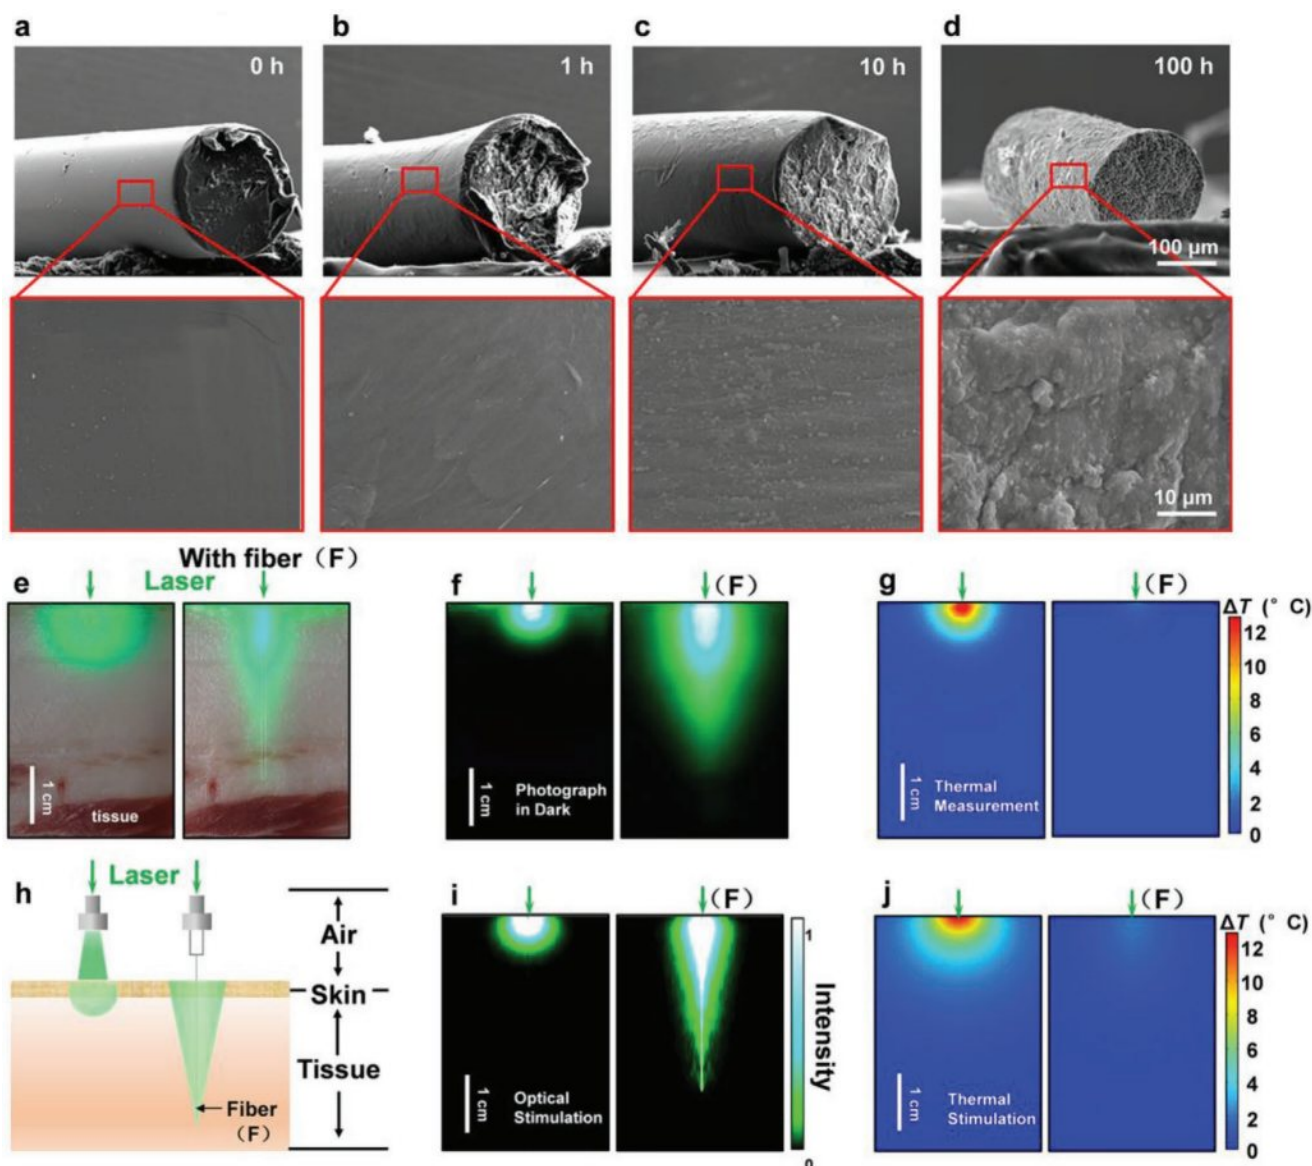 a
0 h
b
1 h
c
10 h
d
100 h
100 µm
10 µm
With fiber (F)
e
Laser
1 cm
tissue
f
(F)
1 cm
Photograph
in Dark
g
(F)
ΔT (° C)
12
10
8
6
4
2
0
1 cm
Thermal
Measurement
h
Laser
Air
Skin
Tissue
Fiber
(F)
i
(F)
1
Intensity
0
1 cm
Optical
Stimulation
j
(F)
ΔT (° C)
12
10
8
6
4
2
0
1 cm
Thermal
Stimulation